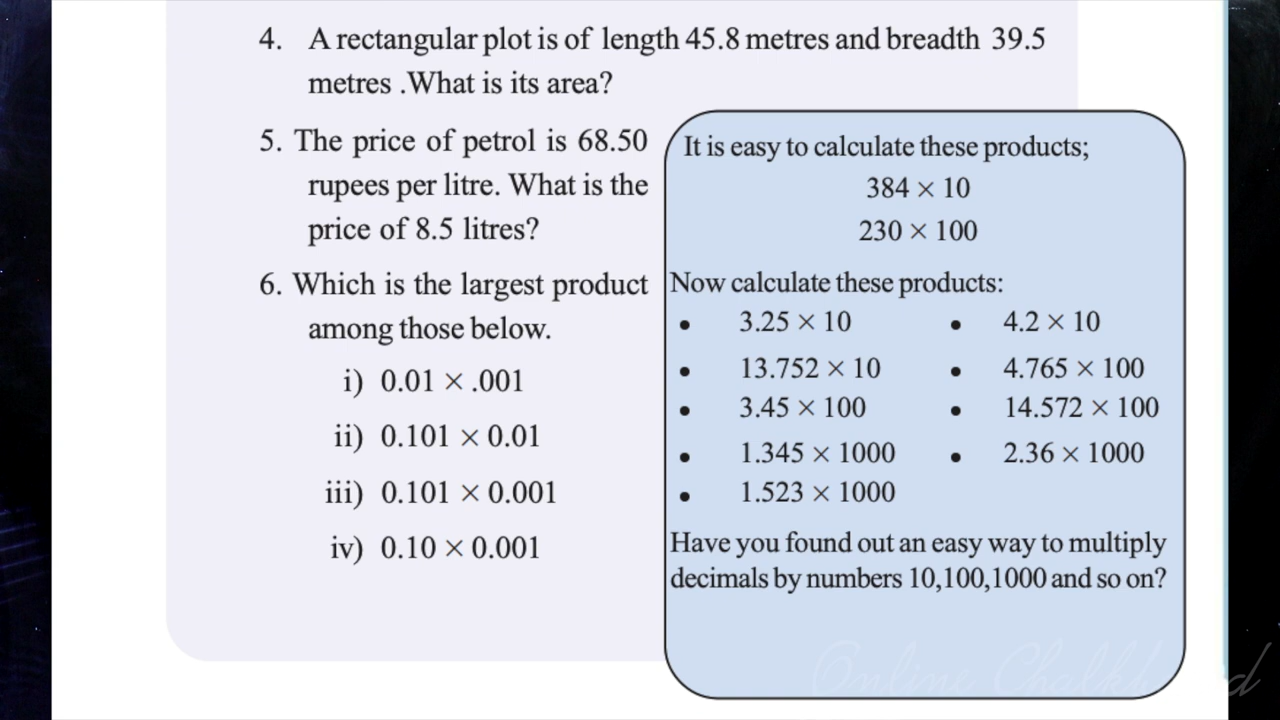 4. A rectangular plot is of length 45.8 metres and breadth 39.5
metres .What is its area?
5. The price of petrol is 68.50
rupees per litre. What is the
price of 8.5 litres?
6. Which is the largest product
among those below.
i) 0.01 × .001
ii) 0.101 × 0.01
iii) 0.101 × 0.001
iv) 0.10 × 0.001
It is easy to calculate these products;
384 × 10
230 × 100
Now calculate these products:
• 3.25 × 10 • 4.2 × 10
• 13.752 × 10 • 4.765 × 100
• 3.45 × 100 • 14.572 × 100
• 1.345 × 1000 • 2.36 × 1000
• 1.523 × 1000
Have you found out an easy way to multiply
decimals by numbers 10,100,1000 and so on?
Online